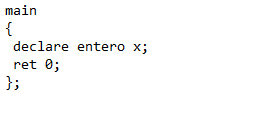 main
{
 declare entero x;
 ret 0;
};